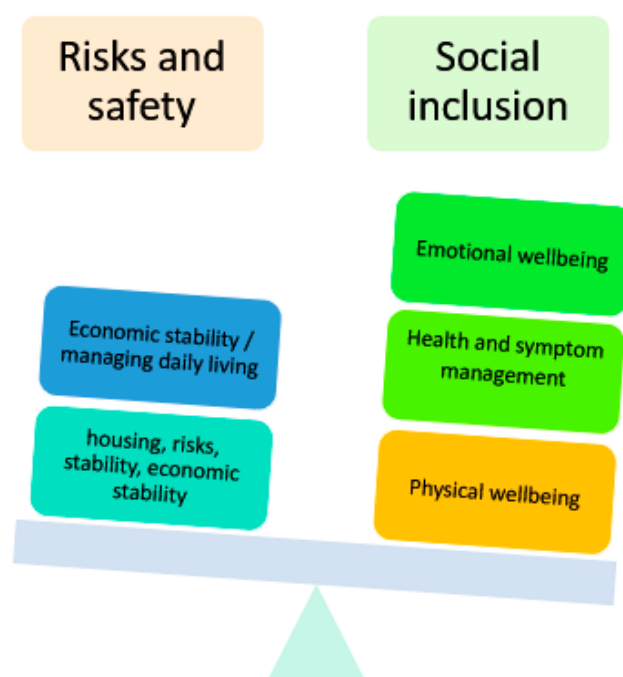 Risks and
safety
Social
inclusion
Emotional wellbeing
Economic stability /
managing daily living
Health and symptom
management
housing, risks,
stability, economic
stability
Physical wellbeing